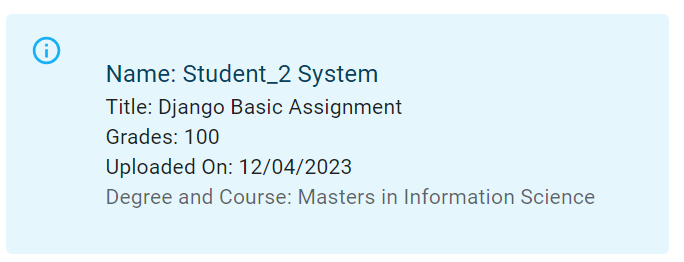 Name: Student_2 System
Title: Django Basic Assignment
Grades: 100
Uploaded On: 12/04/2023
Degree and Course: Masters in Information Science